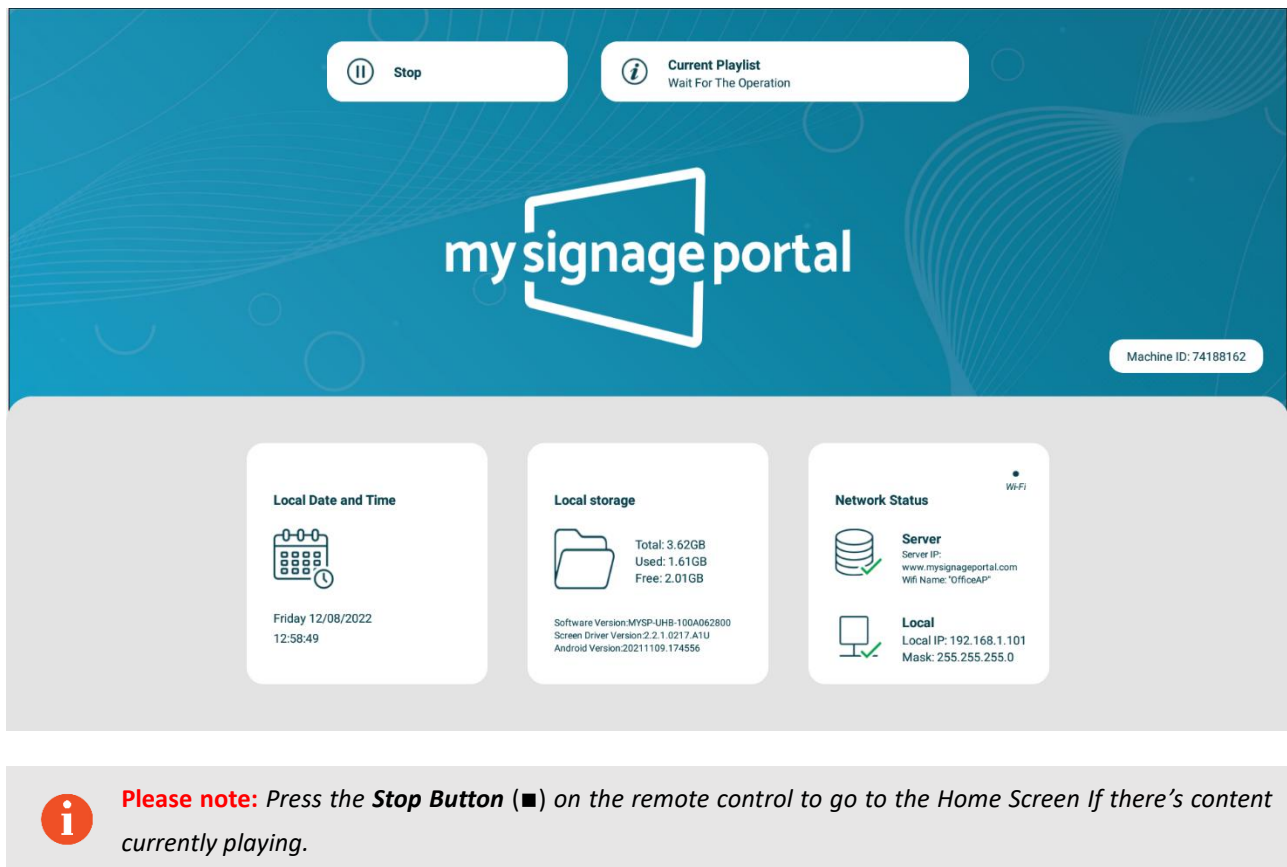 Stop
Current Playlist
Wait For The Operation
my signage portal
Machine ID: 74188162
Local Date and Time
Friday 12/08/2022
12:58:49
Local storage
Total: 3.62GB
Used: 1.61GB
Free: 2.01GB
Software Version:MYSP-UHB-100A062800
Screen Driver Version:2.2.1.0217.A1U
Android Version:20211109.174556
Wi-Fi
Network Status
Server
Server IP:
www.mysignageportal.com
Wifi Name: "OfficeAP"
Local
Local IP: 192.168.1.101
Mask: 255.255.255.0
Please note: Press the Stop Button (■) on the remote control to go to the Home Screen If there's content
currently playing.